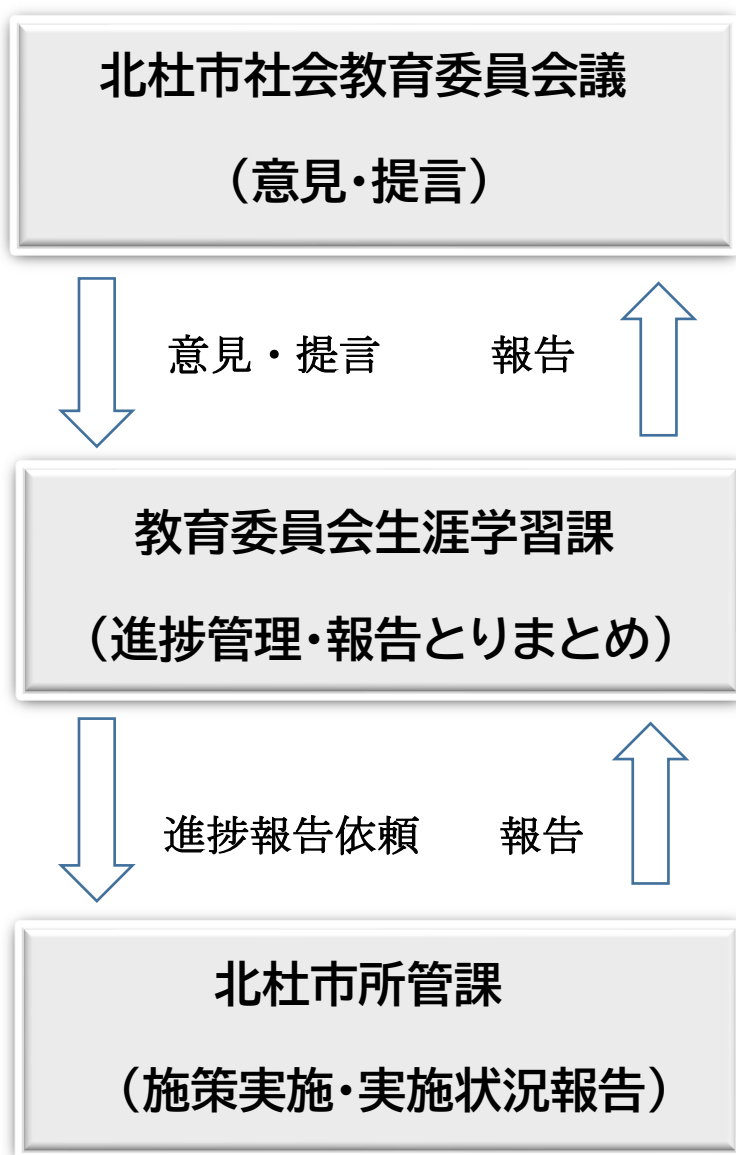 北杜市社会教育委員会議
（意見・提言）
意見・提言 報告
教育委員会生涯学習課
（進捗管理・報告とりまとめ）
進捗報告依頼 報告
北杜市所管課
（施策実施・実施状況報告）